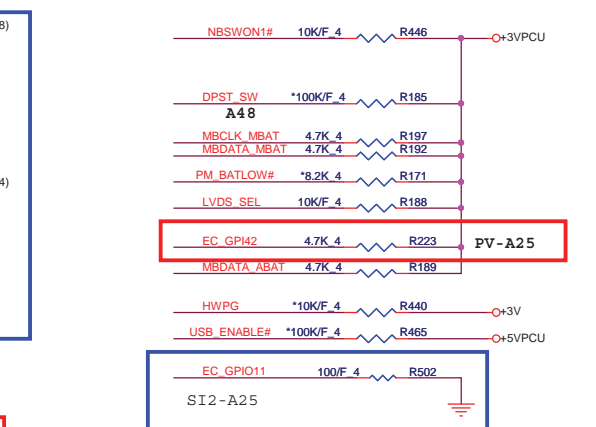 8)
NBSWON1# 10K/F_4 R446 +3VPCU
DPST_SW *100K/F_4 R185
A48
MBCLK_MBAT 4.7K_4 R197
MBDATA_MBAT 4.7K_4 R192
PM_BATLOW# *8.2K_4 R171
4)
LVDS_SEL 10K/F_4 R188
EC_GPI42 4.7K_4 R223 PV-A25
MBDATA_ABAT 4.7K_4 R189
HWPG *10K/F_4 R440 +3V
USB_ENABLE# *100K/F_4 R465 +5VPCU
EC_GPIO11 100/F_4 R502
SI2-A25